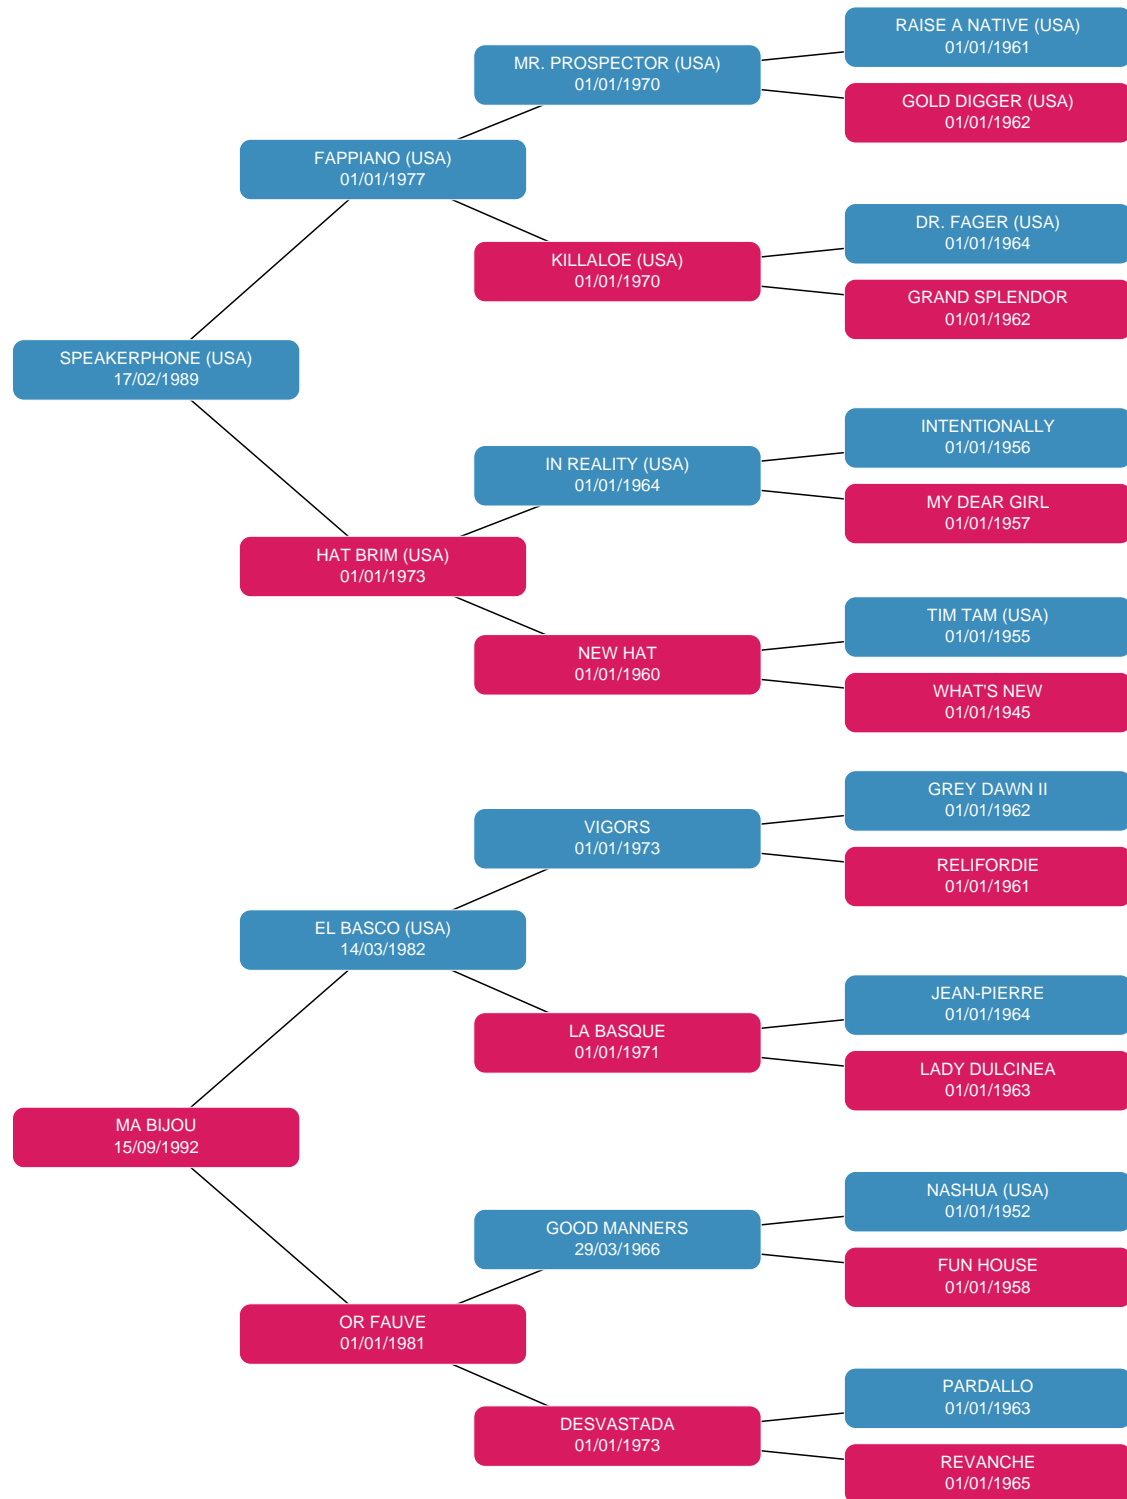 RAISE A NATIVE (USA)
01/01/1961
MR. PROSPECTOR (USA)
01/01/1970
GOLD DIGGER (USA)
01/01/1962
FAPPIANO (USA)
01/01/1977
DR. FAGER (USA)
01/01/1964
KILLALOE (USA)
01/01/1970
GRAND SPLENDOR
01/01/1962
SPEAKERPHONE (USA)
17/02/1989
INTENTIONALLY
01/01/1956
IN REALITY (USA)
01/01/1964
MY DEAR GIRL
01/01/1957
HAT BRIM (USA)
01/01/1973
TIM TAM (USA)
01/01/1955
NEW HAT
01/01/1960
WHAT'S NEW
01/01/1945
GREY DAWN II
01/01/1962
VIGORS
01/01/1973
RELIFORDIE
01/01/1961
EL BASCO (USA)
14/03/1982
JEAN-PIERRE
01/01/1964
LA BASQUE
01/01/1971
LADY DULCINEA
01/01/1963
MA BIJOU
15/09/1992
NASHUA (USA)
01/01/1952
GOOD MANNERS
29/03/1966
FUN HOUSE
01/01/1958
OR FAUVE
01/01/1981
PARDALLO
01/01/1963
DESVASTADA
01/01/1973
REVANCHE
01/01/1965